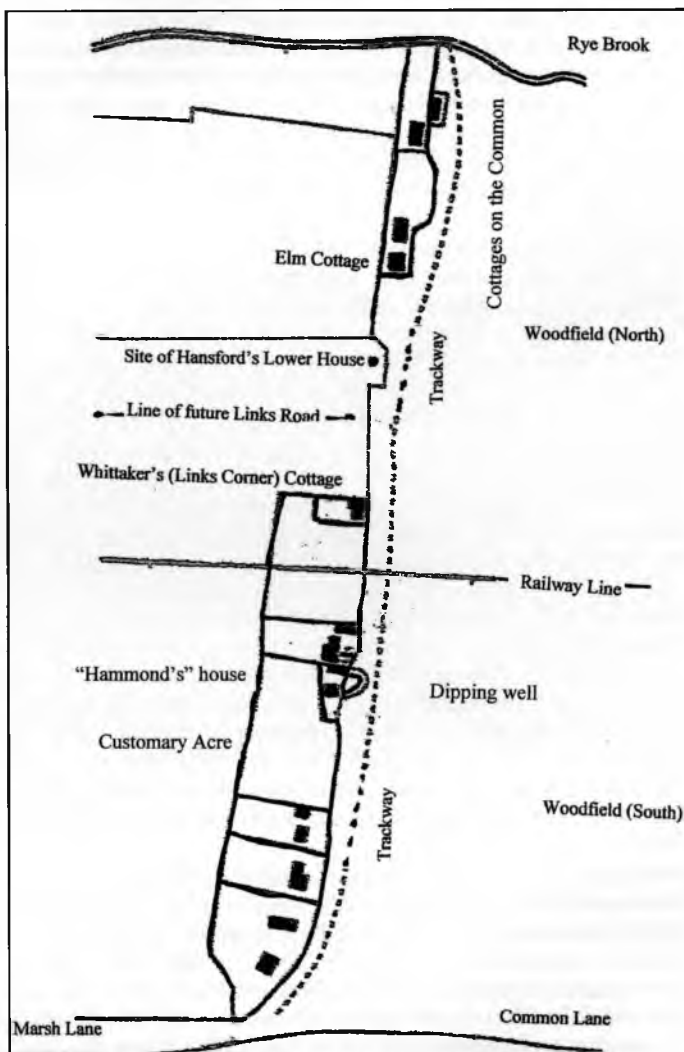 Rye Brook
Cottages on the Common
Elm Cottage
Woodfield (North)
Site of Hansford's Lower House
Trackway
Line of future Links Road
Whittaker's (Links Corner) Cottage
Railway Line
"Hammond's" house
Dipping well
Customary Acre
Woodfield (South)
Trackway
Marsh Lane
Common Lane